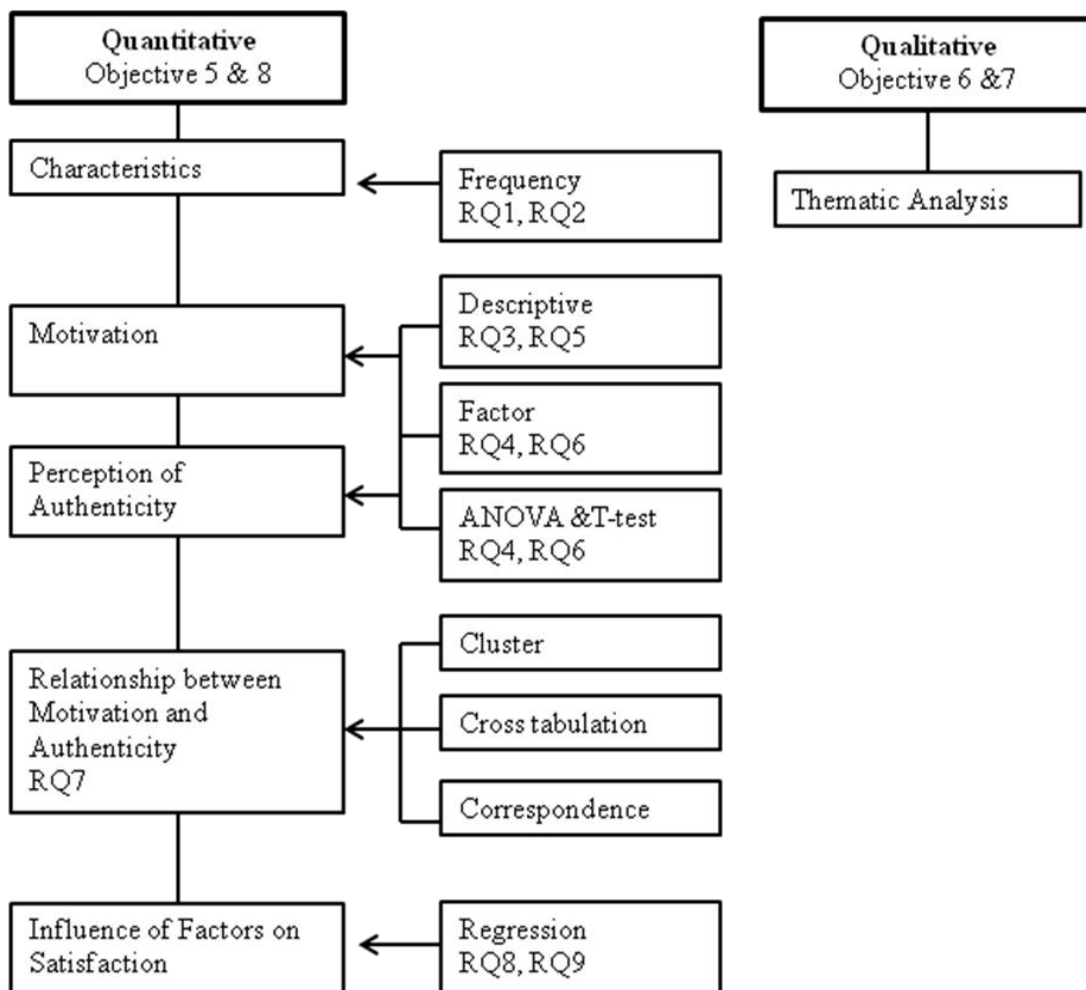 Quantitative
Objective 5 & 8
Qualitative
Objective 6 &7
Characteristics
Frequency
RQ1, RQ2
Thematic Analysis
Motivation
Descriptive
RQ3, RQ5
Factor
RQ4, RQ6
Perception of
Authenticity
ANOVA &T-test
RQ4, RQ6
Relationship between
Motivation and
Authenticity
RQ7
Cluster
Cross tabulation
Correspondence
Influence of Factors on
Satisfaction
Regression
RQ8, RQ9